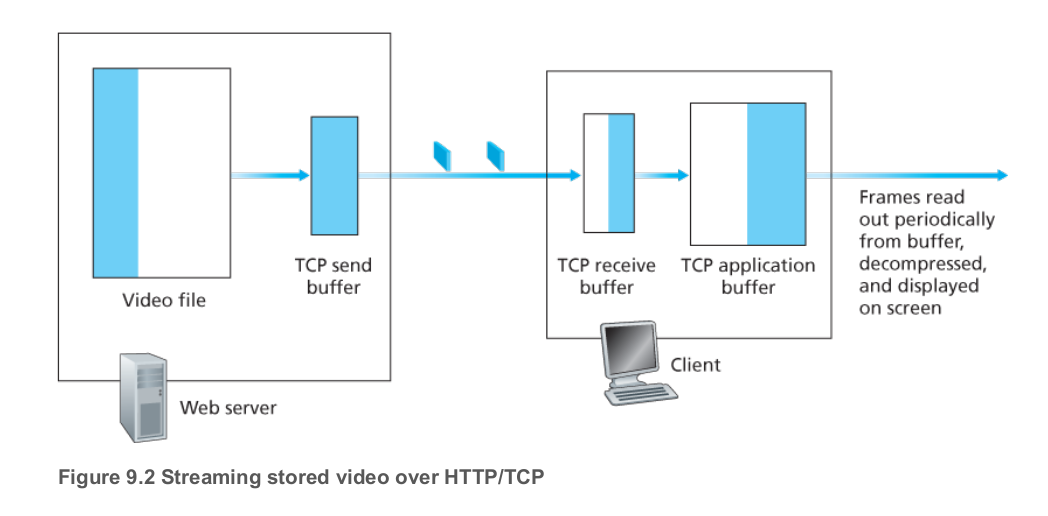 Video file
TCP send
buffer
Web server
TCP receive
buffer
TCP application
buffer
Client
Frames read
out periodically
from buffer,
decompressed,
and displayed
on screen
Figure 9.2 Streaming stored video over HTTP/TCP